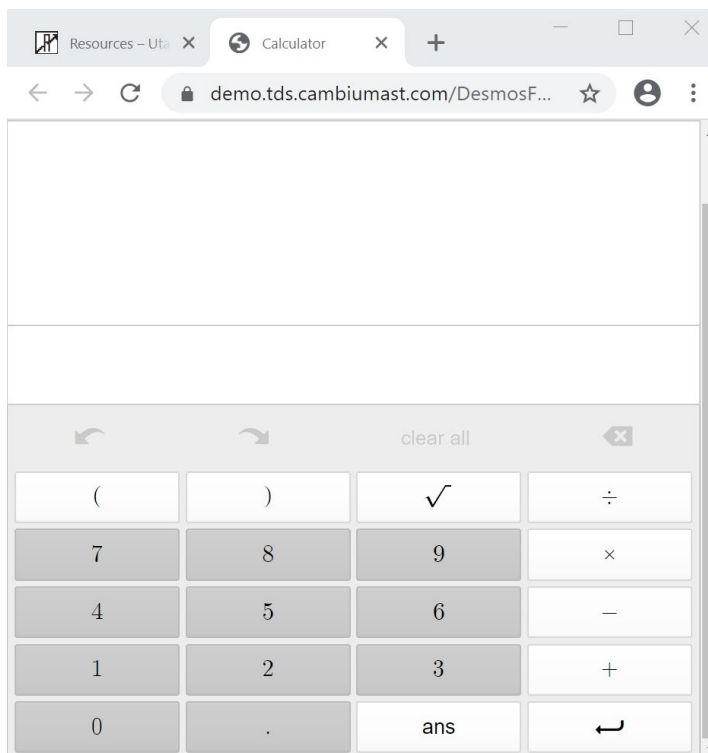 Resources – Uta
Calculator
demo.tds.cambiumast.com/DesmosF...
clear all
( ) √ ÷
7 8 9 ×
4 5 6 −
1 2 3 +
0 . ans